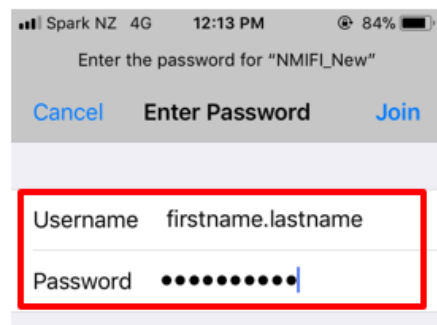 Spark NZ 4G 12:13 PM 84%
Enter the password for “NMIFI_New”
Cancel Enter Password Join
Username firstname.lastname
Password ●●●●●●●●●●